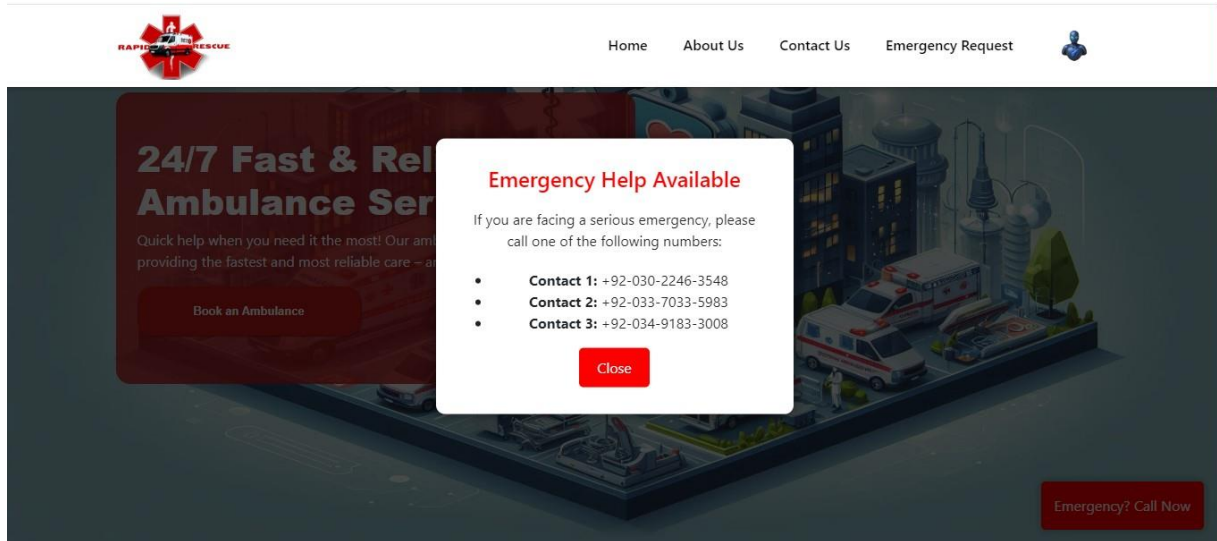 RAPID RESCUE
Home About Us Contact Us Emergency Request
24/7 Fast & Rel
Ambulance Ser
Quick help when you need it the most! Our
providing the fastest and most reliable care –
Book an Ambulance
Emergency Help Available
If you are facing a serious emergency, please
call one of the following numbers:
Contact 1: +92-030-2246-3548
Contact 2: +92-033-7033-5983
Contact 3: +92-034-9183-3008
Close
Emergency? Call Now